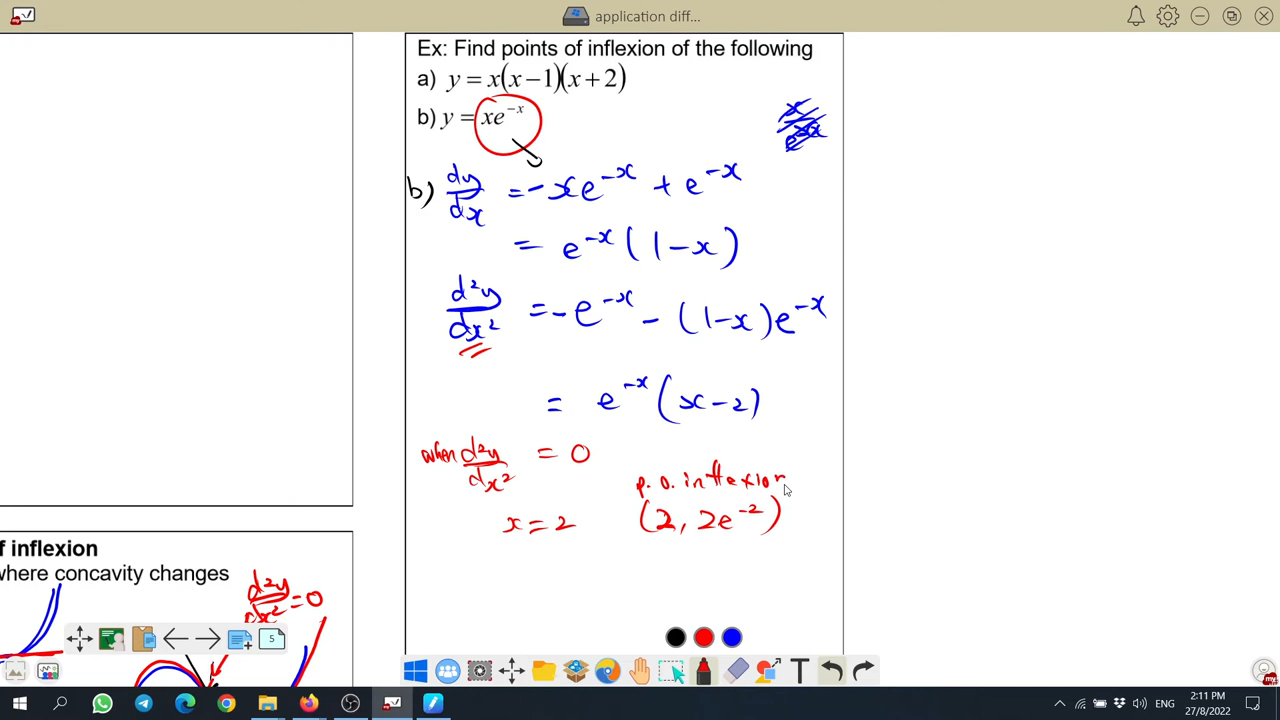 application diff...
Ex: Find points of inflexion of the following
a) y = x(x−1)(x+2)
b) y = xe^{−x}
b) dy/dx = −xe^{−x} + e^{−x}
= e^{−x}(1−x)
d²y/dx² = −e^{−x} − (1−x)e^{−x}
= e^{−x}(x−2)
when d²y/dx² = 0
p.o. inflexion
x = 2 (2, 2e^{−2})
of inflexion
where concavity changes
d²y/dx² = 0
5
T
ENG
2:11 PM
27/8/2022